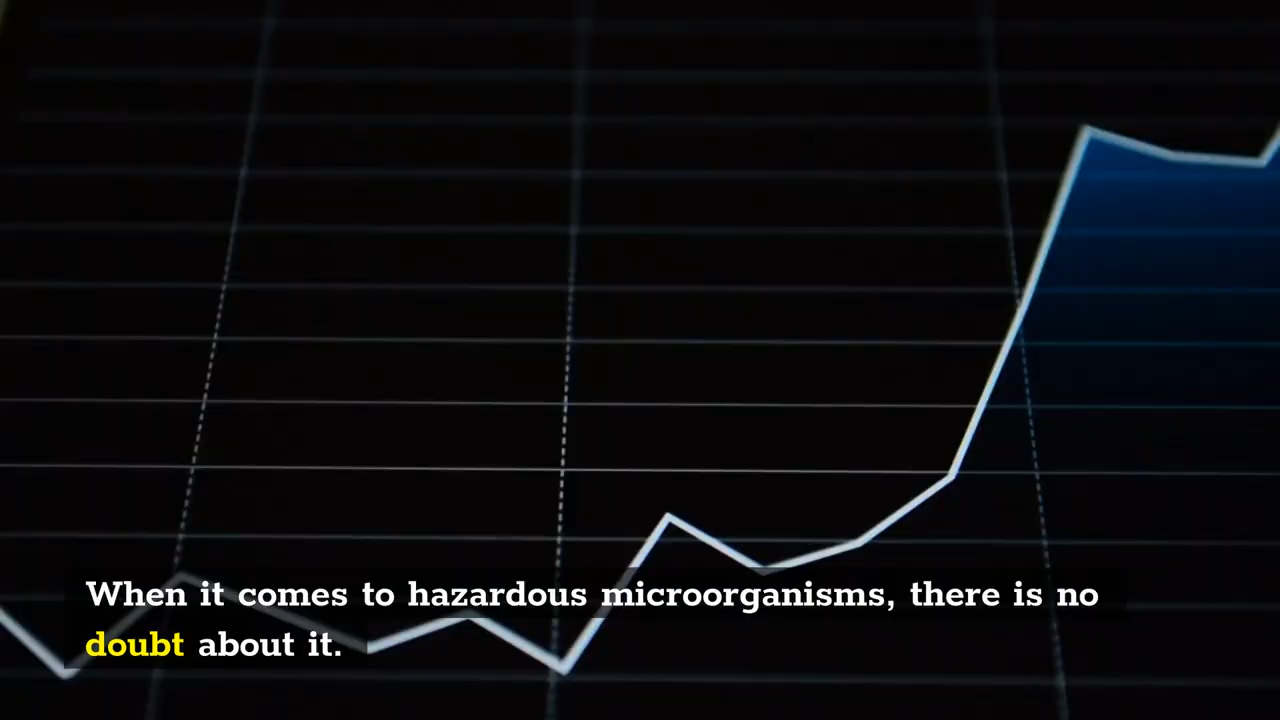 When it comes to hazardous microorganisms, there is no
doubt about it.